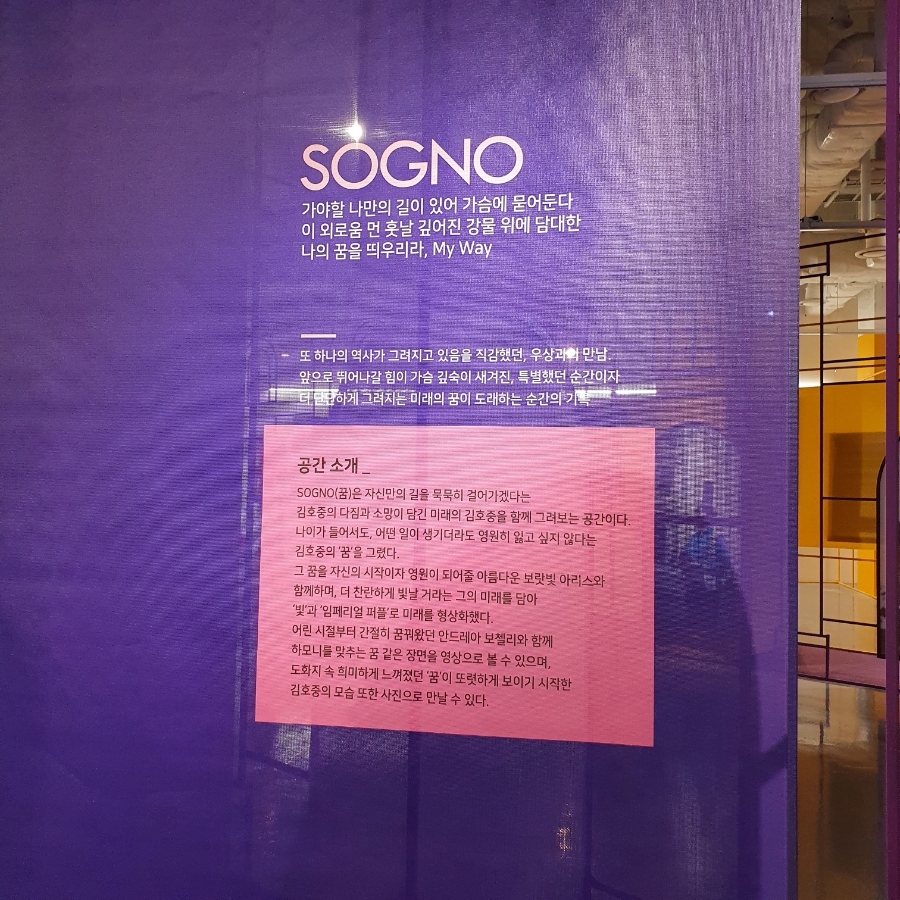 SOGNO
가야할 나만의 길이 있어 가슴에 묻어둔다
이 외로움 먼 훗날 깊어진 강물 위에 담대한
나의 꿈을 띄우리라, My Way
또 하나의 역사가 그려지고 있음을 직감했던, 우상과의 만남
앞으로 뛰어나갈 힘이 가슴 깊숙이 새겨진, 특별했던 순간이자
더 단단하게 그려지는 미래의 꿈이 도래하는 순간의 기록
공간 소개 _
SOGNO(꿈)은 자신만의 길을 묵묵히 걸어가겠다는
김호중의 다짐과 소망이 담긴 미래의 김호중을 함께 그려보는 공간이다.
나이가 들어서도, 어떤 일이 생기더라도 영원히 잃고 싶지 않다는
김호중의 '꿈'을 그렸다.
그 꿈을 자신의 시작이자 영원이 되어줄 아름다운 보랏빛 아리스와
함께하며, 더 찬란하게 빛날 거라는 그의 미래를 담아
'빛'과 '임페리얼 퍼플'로 미래를 형상화했다.
어린 시절부터 간절히 꿈꿔왔던 안드레아 보첼리와 함께
하모니를 맞추는 꿈 같은 장면을 영상으로 볼 수 있으며,
도화지 속 희미하게 느껴졌던 '꿈'이 또렷하게 보이기 시작한
김호중의 모습 또한 사진으로 만날 수 있다.